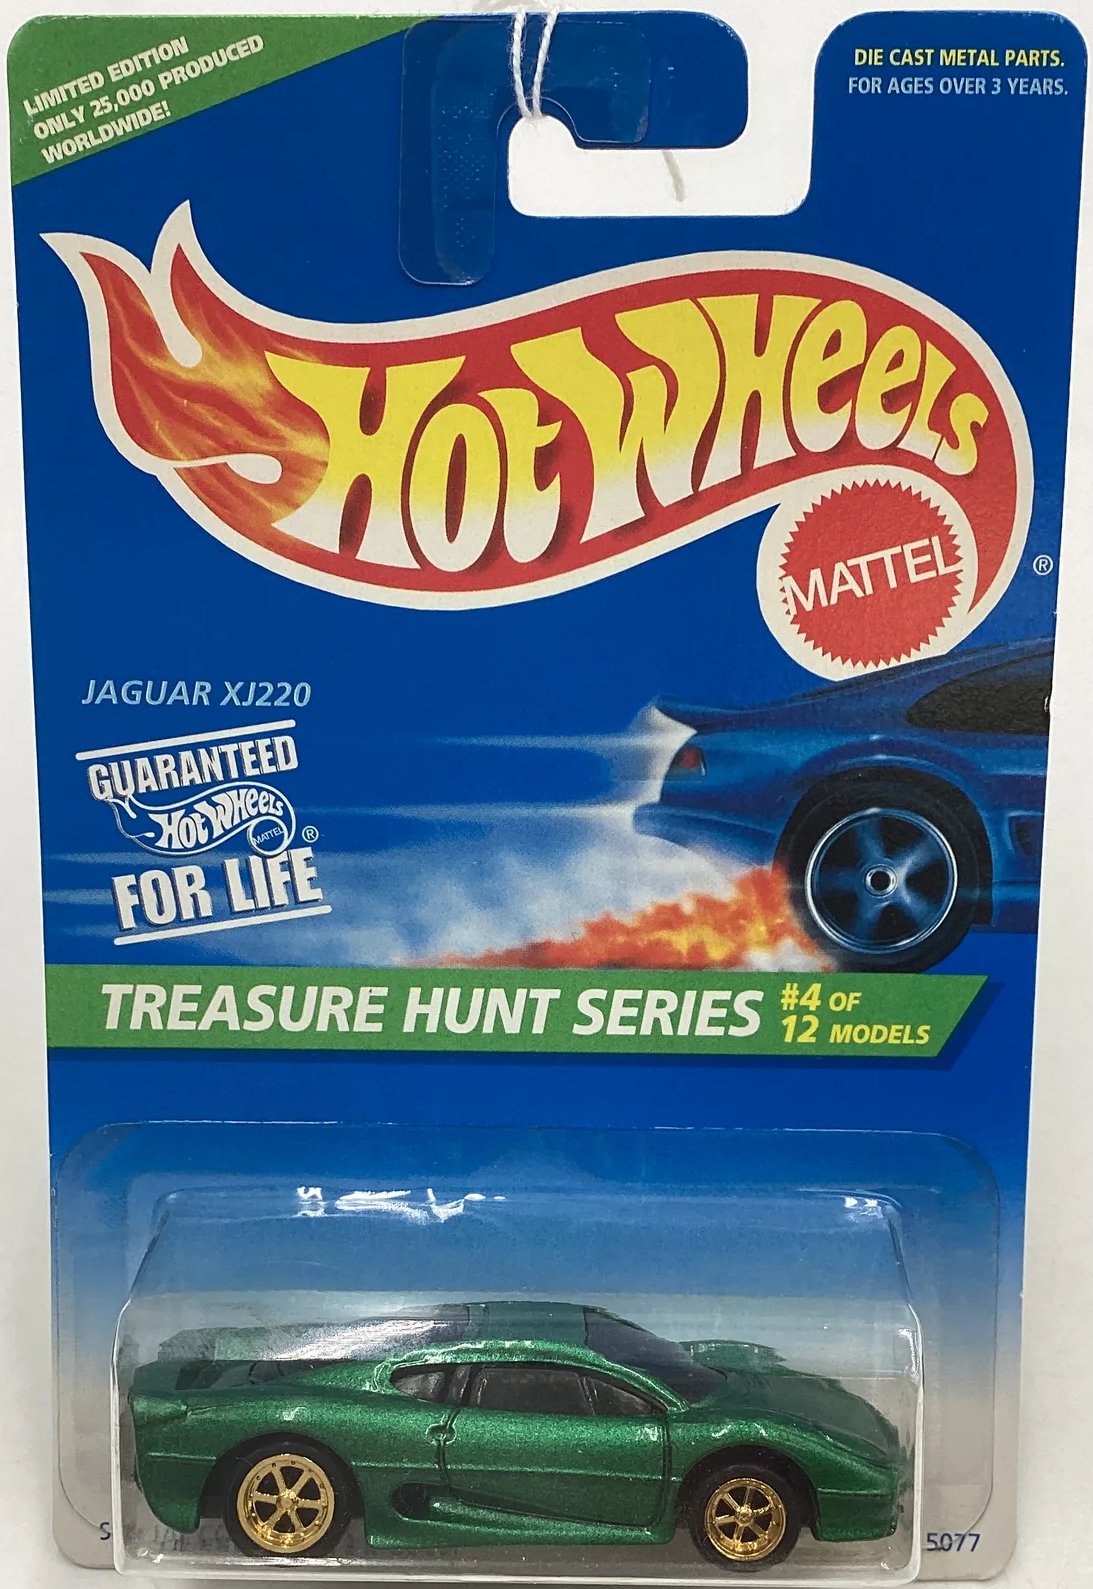 LIMITED EDITION
ONLY 25,000 PRODUCED
WORLDWIDE!
DIE CAST METAL PARTS.
FOR AGES OVER 3 YEARS.
HOT WHEELS
MATTEL
®
JAGUAR XJ220
GUARANTEED
HOT WHEELS
MATTEL
®
FOR LIFE
TREASURE HUNT SERIES #4 OF
12 MODELS
5077